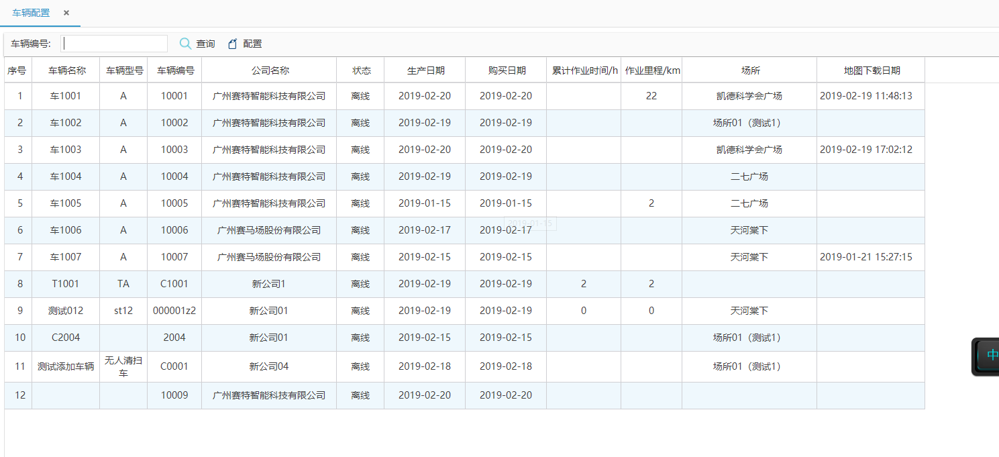 车辆配置 ×
车辆编号: 查询 配置
序号 车辆名称 车辆型号 车辆编号 公司名称 状态 生产日期 购买日期 累计作业时间/h 作业里程/km 场所 地图下载日期
1 车1001 A 10001 广州赛特智能科技有限公司 离线 2019-02-20 2019-02-20 22 凯德科学会广场 2019-02-19 11:48:13
2 车1002 A 10002 广州赛特智能科技有限公司 离线 2019-02-19 2019-02-19 场所01（测试1）
3 车1003 A 10003 广州赛特智能科技有限公司 离线 2019-02-20 2019-02-20 凯德科学会广场 2019-02-19 17:02:12
4 车1004 A 10004 广州赛特智能科技有限公司 离线 2019-02-19 2019-02-19 二七广场
5 车1005 A 10005 广州赛特智能科技有限公司 离线 2019-01-15 2019-01-15 2 二七广场
2019-01-15
6 车1006 A 10006 广州赛马场股份有限公司 离线 2019-02-17 2019-02-17 天河棠下
7 车1007 A 10007 广州赛马场股份有限公司 离线 2019-02-15 2019-02-15 天河棠下 2019-01-21 15:27:15
8 T1001 TA C1001 新公司1 离线 2019-02-19 2019-02-19 2 2
9 测试012 st12 000001z2 新公司01 离线 2019-02-19 2019-02-19 0 0 天河棠下
10 C2004 2004 新公司01 离线 2019-02-15 2019-02-15 场所01（测试1）
11 测试添加车辆 无人清扫车 C0001 新公司04 离线 2019-02-18 2019-02-18 场所01（测试1）
12 10009 广州赛特智能科技有限公司 离线 2019-02-20 2019-02-20
中